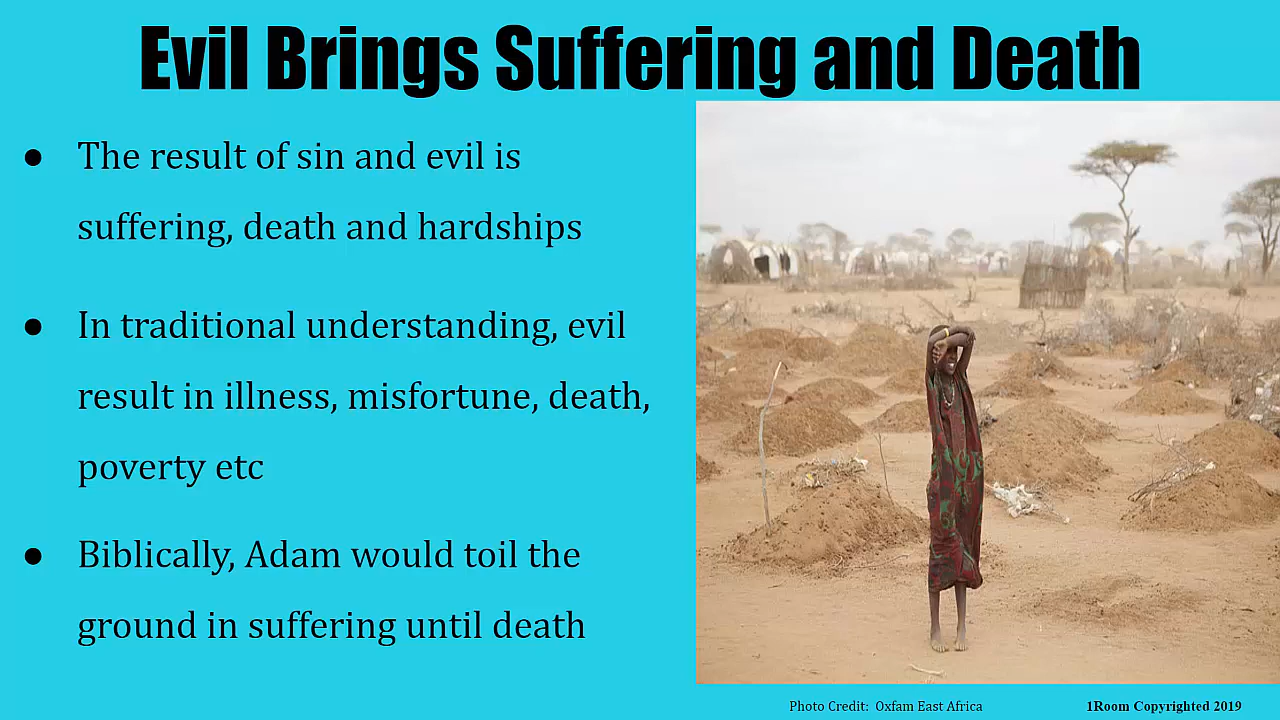 Evil Brings Suffering and Death
● The result of sin and evil is
suffering, death and hardships
● In traditional understanding, evil
result in illness, misfortune, death,
poverty etc
● Biblically, Adam would toil the
ground in suffering until death
Photo Credit: Oxfam East Africa
1Room Copyrighted 2019